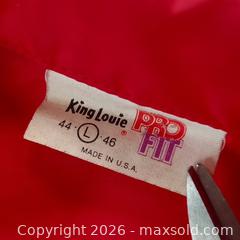 King Louie PRO FIT
®
44 L 46
MADE IN U.S.A.
Copyright 2026 - maxsold.com